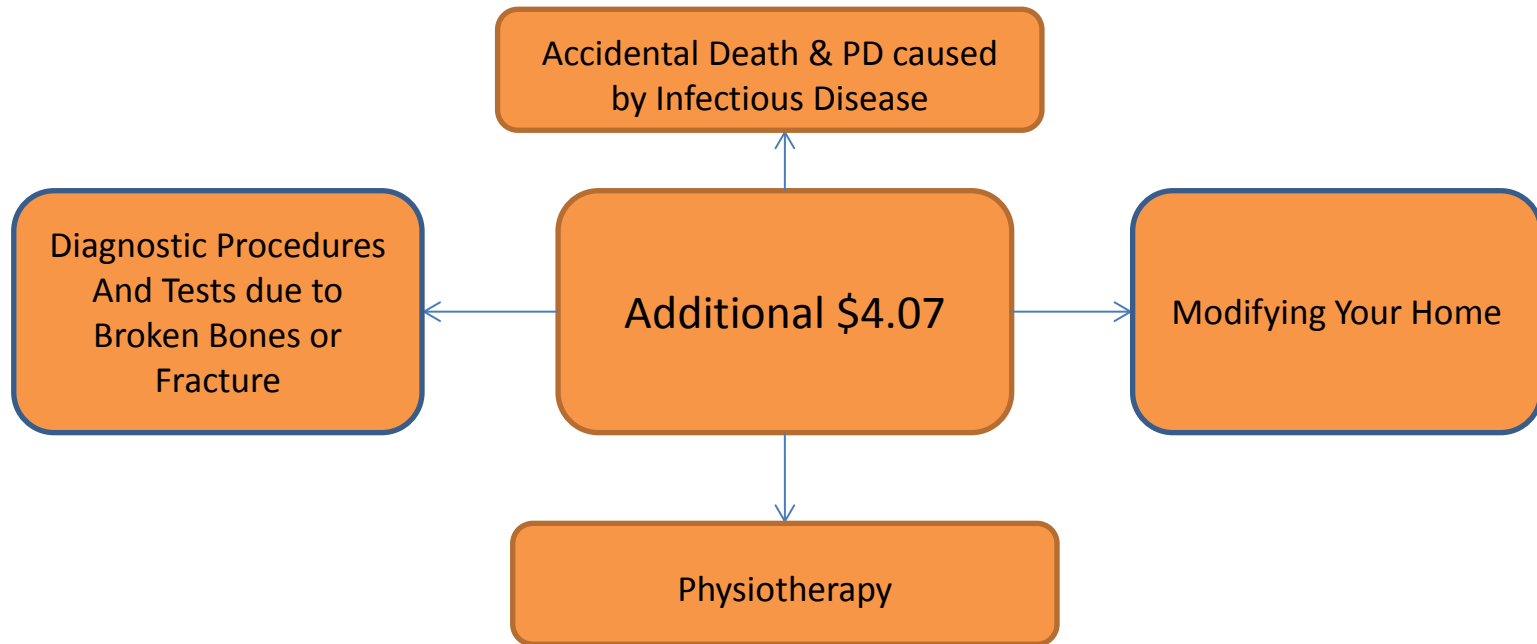 Accidental Death & PD caused
by Infectious Disease
Diagnostic Procedures
And Tests due to
Broken Bones or
Fracture
Additional $4.07
Modifying Your Home
Physiotherapy